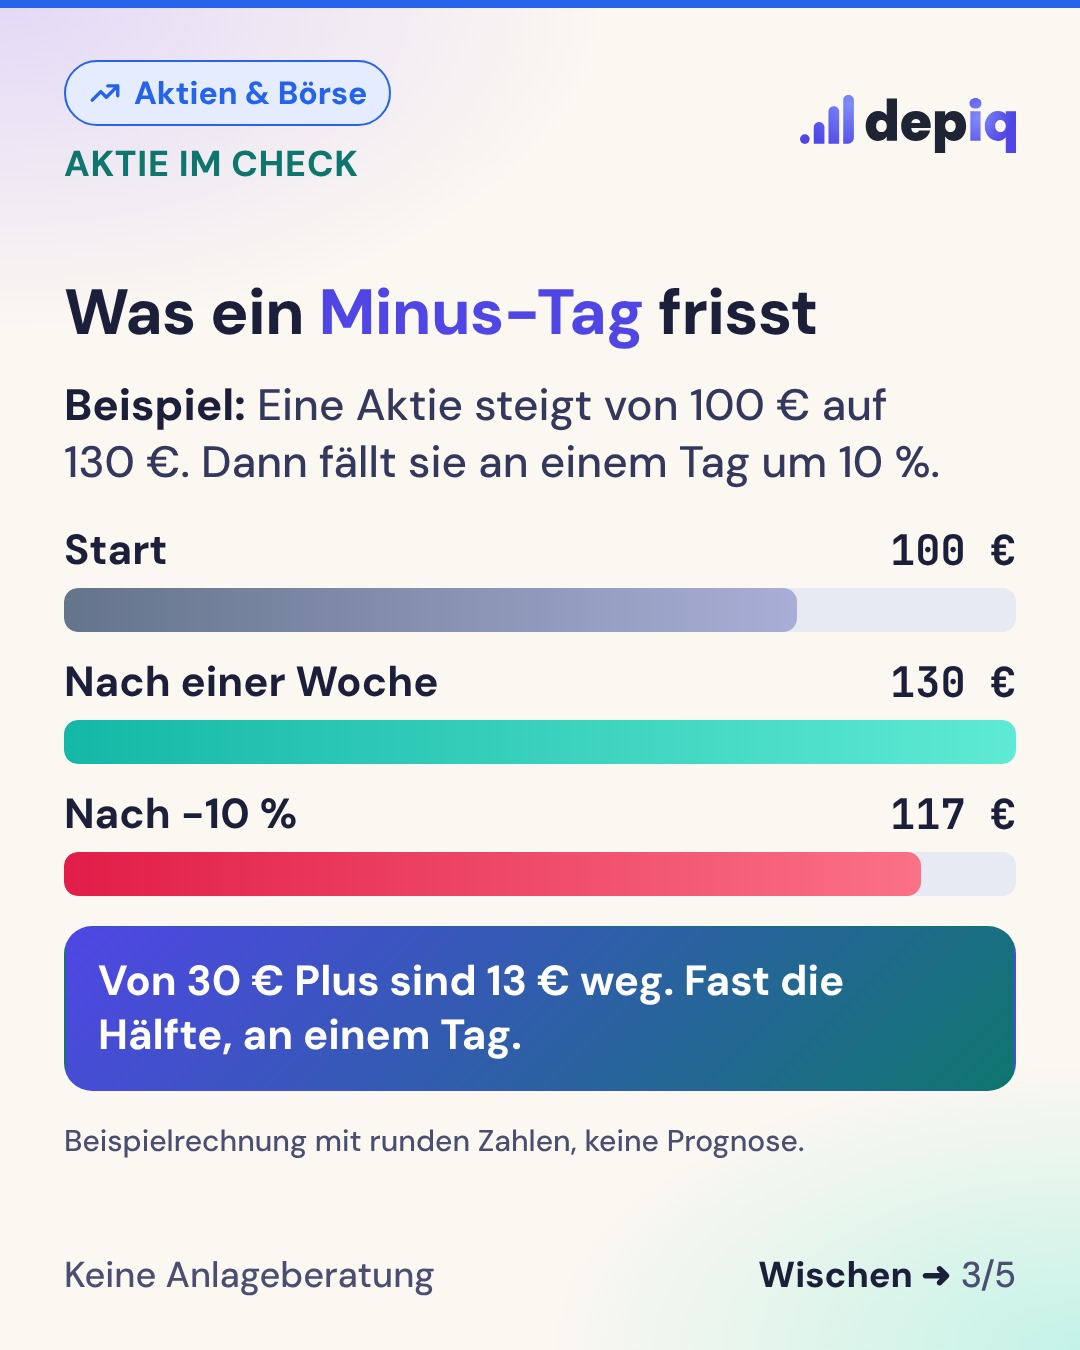 Aktien & Börse
AKTIE IM CHECK
depiq
Was ein Minus-Tag frisst
Beispiel: Eine Aktie steigt von 100 € auf
130 €. Dann fällt sie an einem Tag um 10 %.
Start 100 €
Nach einer Woche 130 €
Nach -10 % 117 €
Von 30 € Plus sind 13 € weg. Fast die
Hälfte, an einem Tag.
Beispielrechnung mit runden Zahlen, keine Prognose.
Keine Anlageberatung Wischen ➜ 3/5